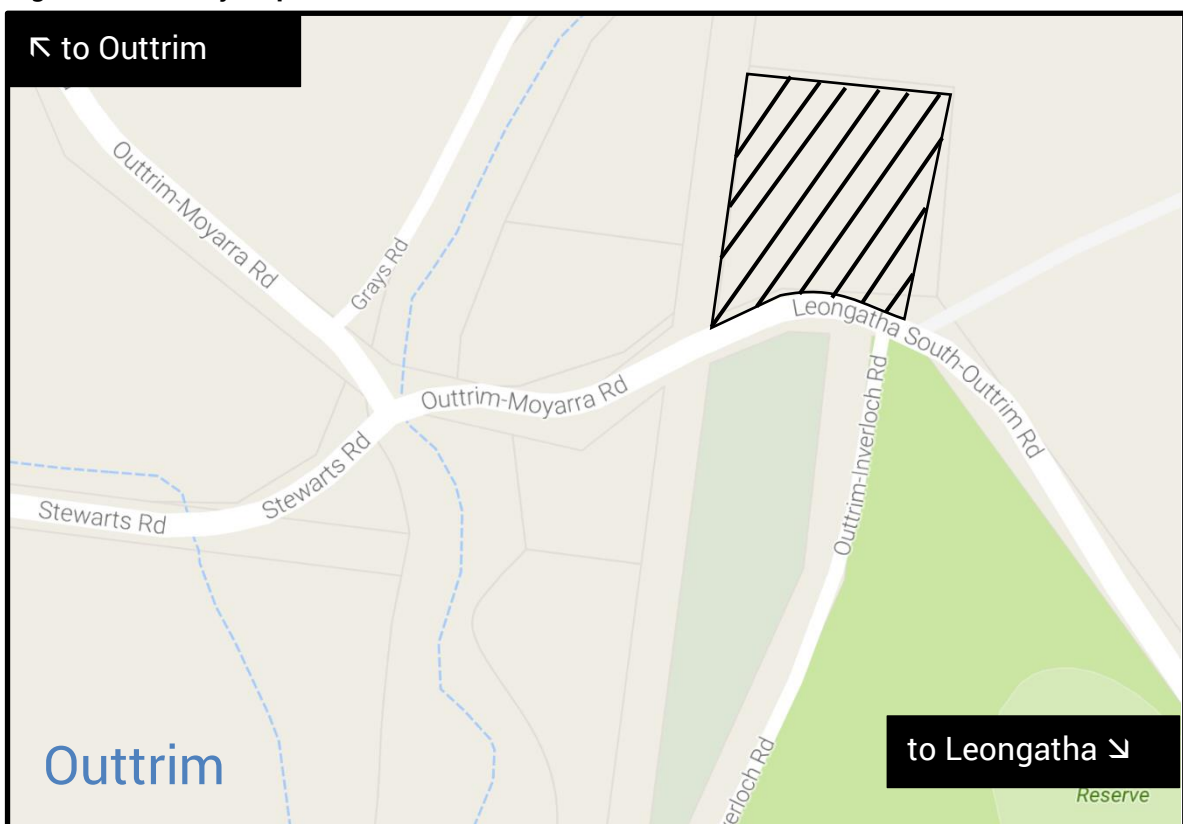 ↖ to Outtrim
Outtrim-Moyarra Rd
Grays Rd
Leongatha South-Outtrim Rd
Outtrim-Moyarra Rd
Outtrim-Inverloch Rd
Stewarts Rd
Stewarts Rd
Outtrim
to Leongatha ↘
Reserve
erloch Rd